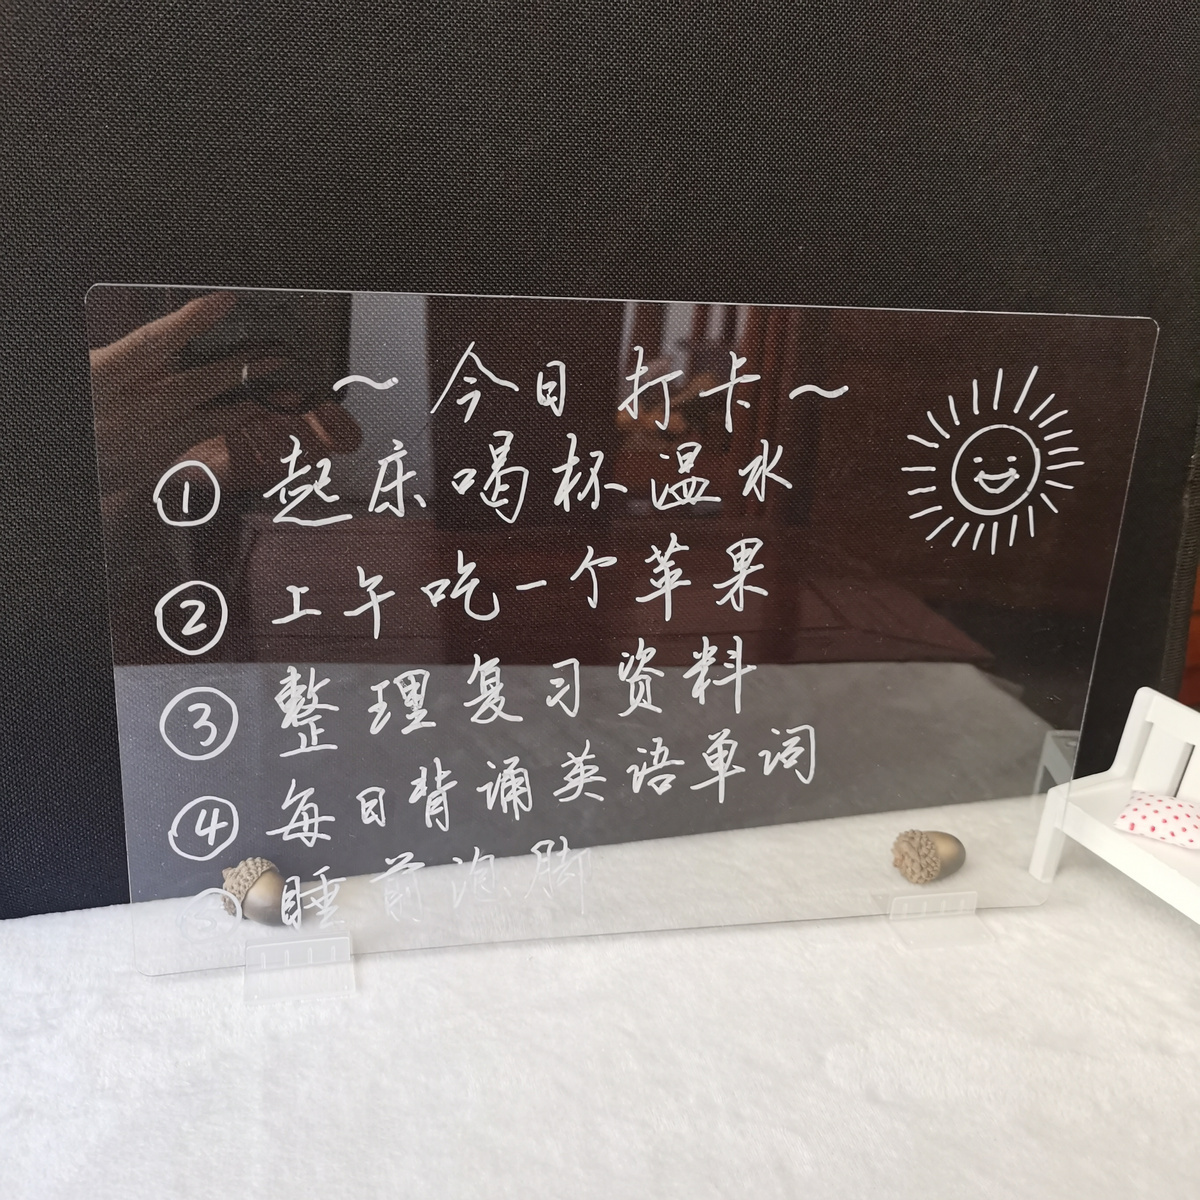 ~今日打卡~
① 起床喝杯温水
② 上午吃一个苹果
③ 整理复习资料
④ 每日背诵英语单词
⑤ 睡前泡脚